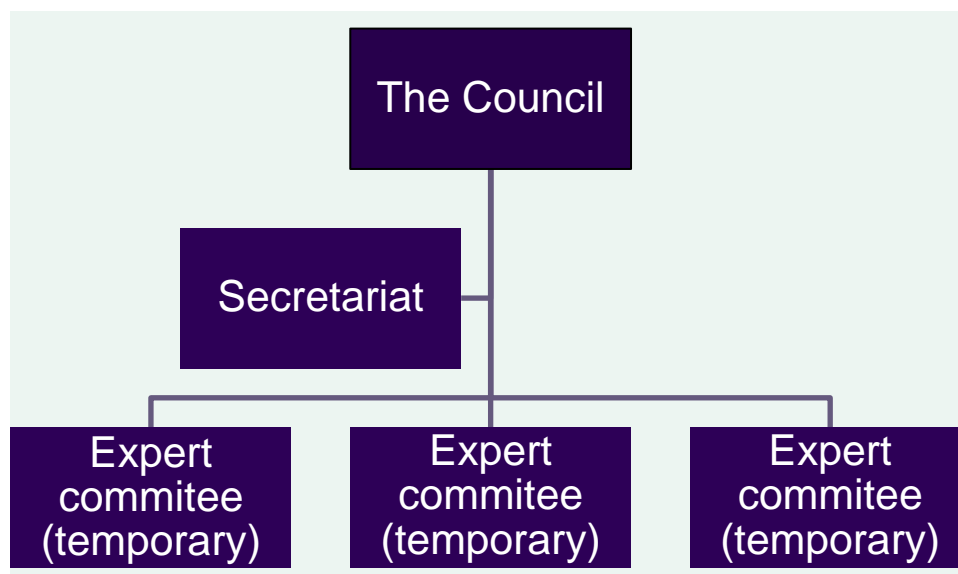 The Council
Secretariat
Expert
commitee
(temporary)
Expert
commitee
(temporary)
Expert
commitee
(temporary)